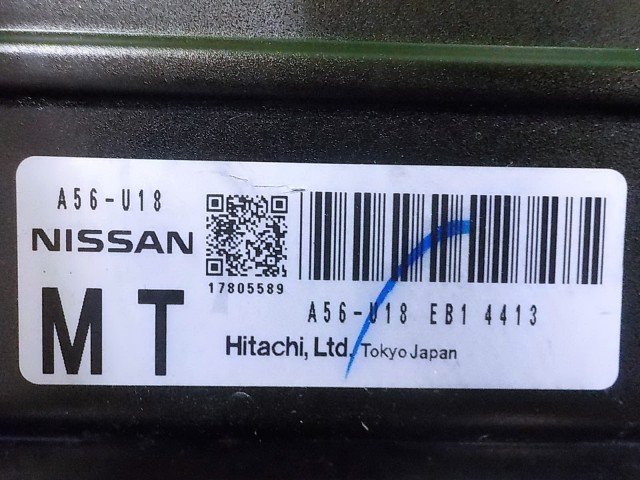 A56-U18
NISSAN
MT
17805589
A56-U18 EB1 4413
Hitachi, Ltd. Tokyo Japan